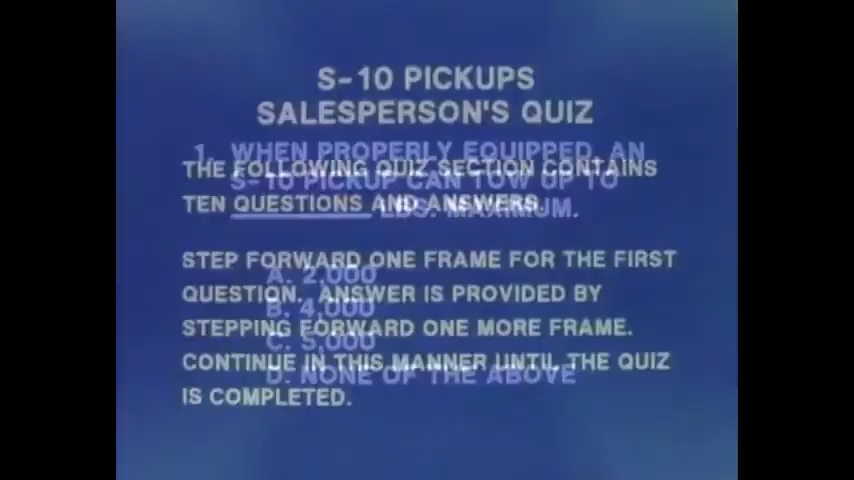 S-10 PICKUPS
SALESPERSON'S QUIZ
THE FOLLOWING QUIZ SECTION CONTAINS
TEN QUESTIONS AND ANSWERS.
STEP FORWARD ONE FRAME FOR THE FIRST
QUESTION. ANSWER IS PROVIDED BY
STEPPING FORWARD ONE MORE FRAME.
CONTINUE IN THIS MANNER UNTIL THE QUIZ
IS COMPLETED.
1. WHEN PROPERLY EQUIPPED, AN
S-10 PICKUP CAN TOW UP TO
LBS. MAXIMUM.
A. 2,000
B. 4,000
C. 5,000
D. NONE OF THE ABOVE